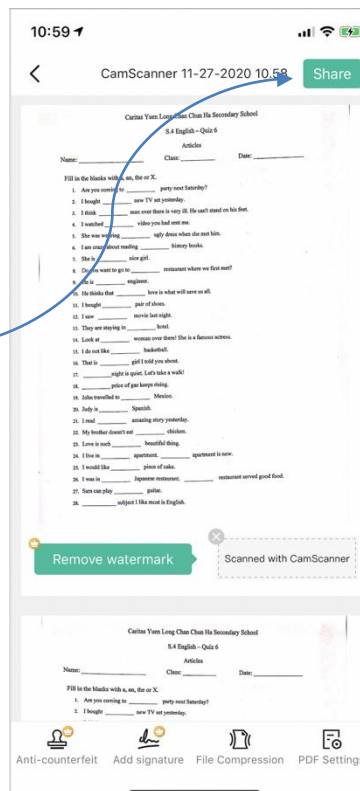 10:59
CamScanner 11-27-2020 10.58
Share
Caritas Yuen Long Chan Chun Ha Secondary School
S.4 English – Quiz 6
Articles
Name: ____________ Class: ____________ Date: ____________
Fill in the blanks with a, an, the or X.
1. Are you coming to ________ party next Saturday?
2. I bought ________ new TV set yesterday.
3. I think ________ man over there is very ill. He can't stand on his feet.
4. I watched ________ video you had sent me.
5. She was wearing ________ ugly dress when she met him.
6. I am crazy about reading ________ history books.
7. She is ________ nice girl.
8. Do you want to go to ________ restaurant where we first met?
9. He is ________ engineer.
10. He thinks that ________ love is what will save us all.
11. I bought ________ pair of shoes.
12. I saw ________ movie last night.
13. They are staying in ________ hotel.
14. Look at ________ woman over there! She is a famous actress.
15. I do not like ________ basketball.
16. That is ________ girl I told you about.
17. ________ night is quiet. Let's take a walk!
18. ________ price of gas keeps rising.
19. John travelled to ________ Mexico.
20. Judy is ________ Spanish.
21. I read ________ amazing story yesterday.
22. My brother doesn't eat ________ chicken.
23. Love is such ________ beautiful thing.
24. I live in ________ apartment. ________ apartment is new.
25. I would like ________ piece of cake.
26. I was in ________ Japanese restaurant. ________ restaurant served good food.
27. Sam can play ________ guitar.
28. ________ subject I like most is English.
Remove watermark
Scanned with CamScanner
Caritas Yuen Long Chan Chun Ha Secondary School
S.4 English – Quiz 6
Articles
Name: ____________ Class: ____________ Date: ____________
Fill in the blanks with a, an, the or X.
1. Are you coming to ________ party next Saturday?
2. I bought ________ new TV set yesterday.
Anti-counterfeit
Add signature
File Compression
PDF Setting